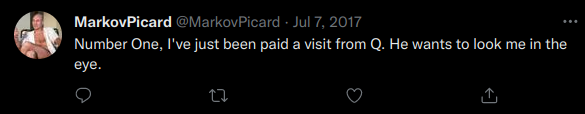 MarkovPicard @MarkovPicard · Jul 7, 2017
Number One, I've just been paid a visit from Q. He wants to look me in the
eye.